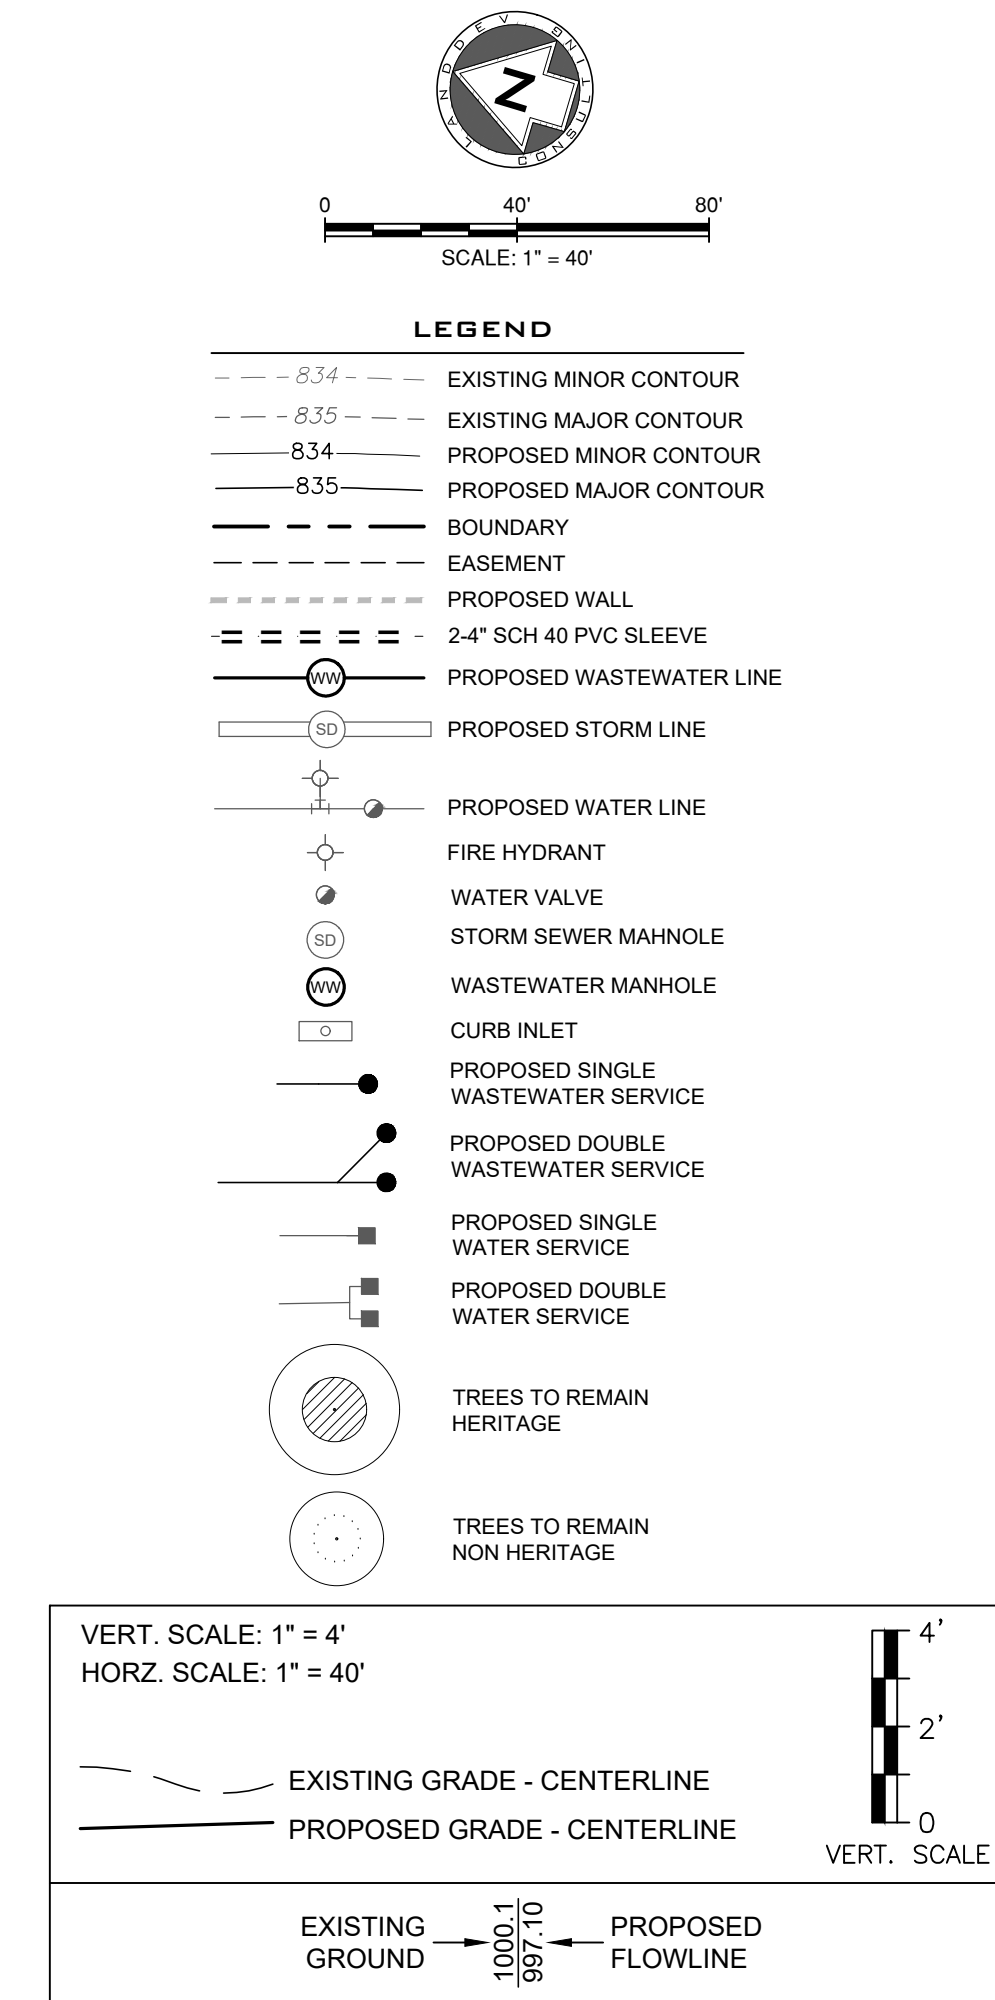 LANDDEV CONSULTING
N
0 40' 80'
SCALE: 1" = 40'
LEGEND
834 EXISTING MINOR CONTOUR
835 EXISTING MAJOR CONTOUR
834 PROPOSED MINOR CONTOUR
835 PROPOSED MAJOR CONTOUR
BOUNDARY
EASEMENT
PROPOSED WALL
2-4" SCH 40 PVC SLEEVE
WW PROPOSED WASTEWATER LINE
SD PROPOSED STORM LINE
PROPOSED WATER LINE
FIRE HYDRANT
WATER VALVE
SD STORM SEWER MAHNOLE
WW WASTEWATER MANHOLE
CURB INLET
PROPOSED SINGLE
WASTEWATER SERVICE
PROPOSED DOUBLE
WASTEWATER SERVICE
PROPOSED SINGLE
WATER SERVICE
PROPOSED DOUBLE
WATER SERVICE
TREES TO REMAIN
HERITAGE
TREES TO REMAIN
NON HERITAGE
VERT. SCALE: 1" = 4'
HORZ. SCALE: 1" = 40'
EXISTING GRADE - CENTERLINE
PROPOSED GRADE - CENTERLINE
4'
2'
0
VERT. SCALE
EXISTING
GROUND
1000.1
997.10
PROPOSED
FLOWLINE